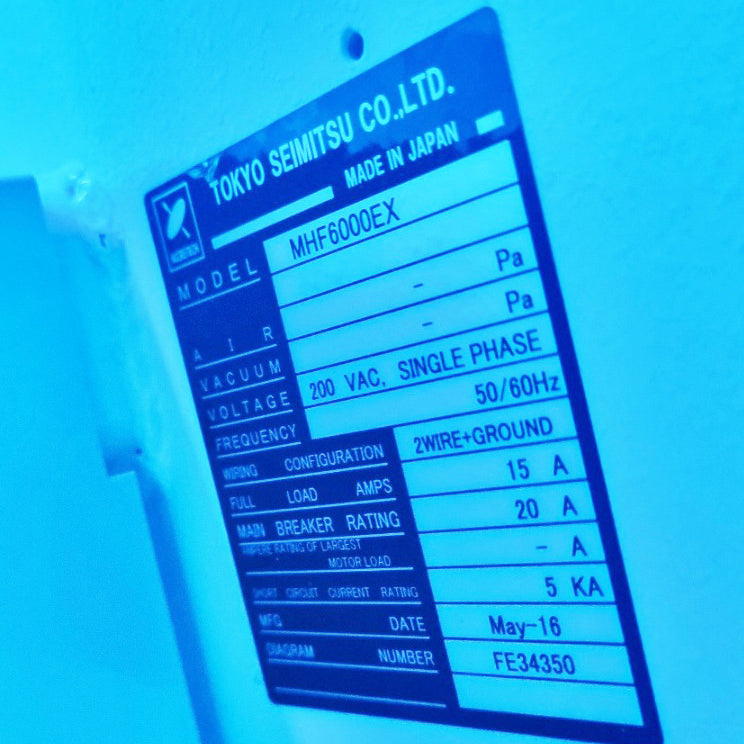 TOKYO SEIMITSU CO.,LTD.
MADE IN JAPAN
ACCRETECH
MODEL MHF6000EX
AIR - Pa
VACUUM - Pa
VOLTAGE 200 VAC, SINGLE PHASE
FREQUENCY 50/60Hz
WIRING CONFIGURATION 2WIRE+GROUND
FULL LOAD AMPS 15 A
MAIN BREAKER RATING 20 A
AMPERE RATING OF LARGEST
MOTOR LOAD - A
SHORT CIRCUIT CURRENT RATING 5 KA
MFG DATE May-16
DIAGRAM NUMBER FE34350